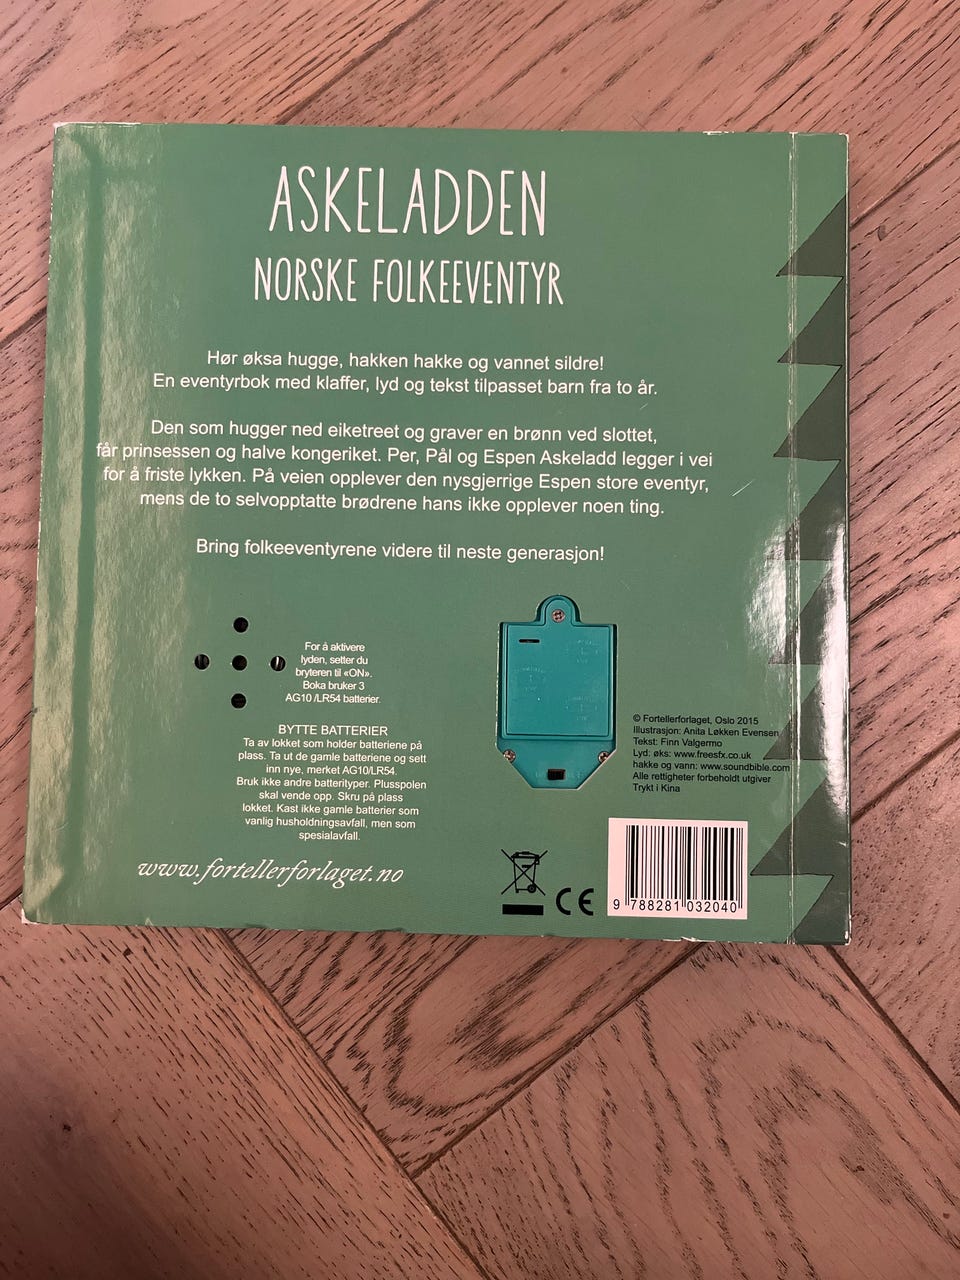 ASKELADDEN
NORSKE FOLKEEVENTYR
Hør øksa hugge, hakken hakke og vannet sildre!
En eventyrbok med klaffer, lyd og tekst tilpasset barn fra to år.
Den som hugger ned eiketreet og graver en brønn ved slottet,
får prinsessen og halve kongeriket. Per, Pål og Espen Askeladd legger i vei
for å friste lykken. På veien opplever den nysgjerrige Espen store eventyr,
mens de to selvopptatte brødrene hans ikke opplever noen ting.
Bring folkeeventyrene videre til neste generasjon!
For å aktivere
lyden, setter du
bryteren til «ON».
Boka bruker 3
AG10 /LR54 batterier.
BYTTE BATTERIER
Ta av lokket som holder batteriene på
plass. Ta ut de gamle batteriene og sett
inn nye, merket AG10/LR54.
Bruk ikke andre batterityper. Plusspolen
skal vende opp. Skru på plass
lokket. Kast ikke gamle batterier som
vanlig husholdningsavfall, men som
spesialavfall.
www.fortellerforlaget.no
© Fortellerforlaget, Oslo 2015
Illustrasjon: Anita Løkken Evensen
Tekst: Finn Valgermo
Lyd: øks: www.freesfx.co.uk
hakke og vann: www.soundbible.com
Alle rettigheter forbeholdt utgiver
Trykt i Kina
CE
9 788281 032040